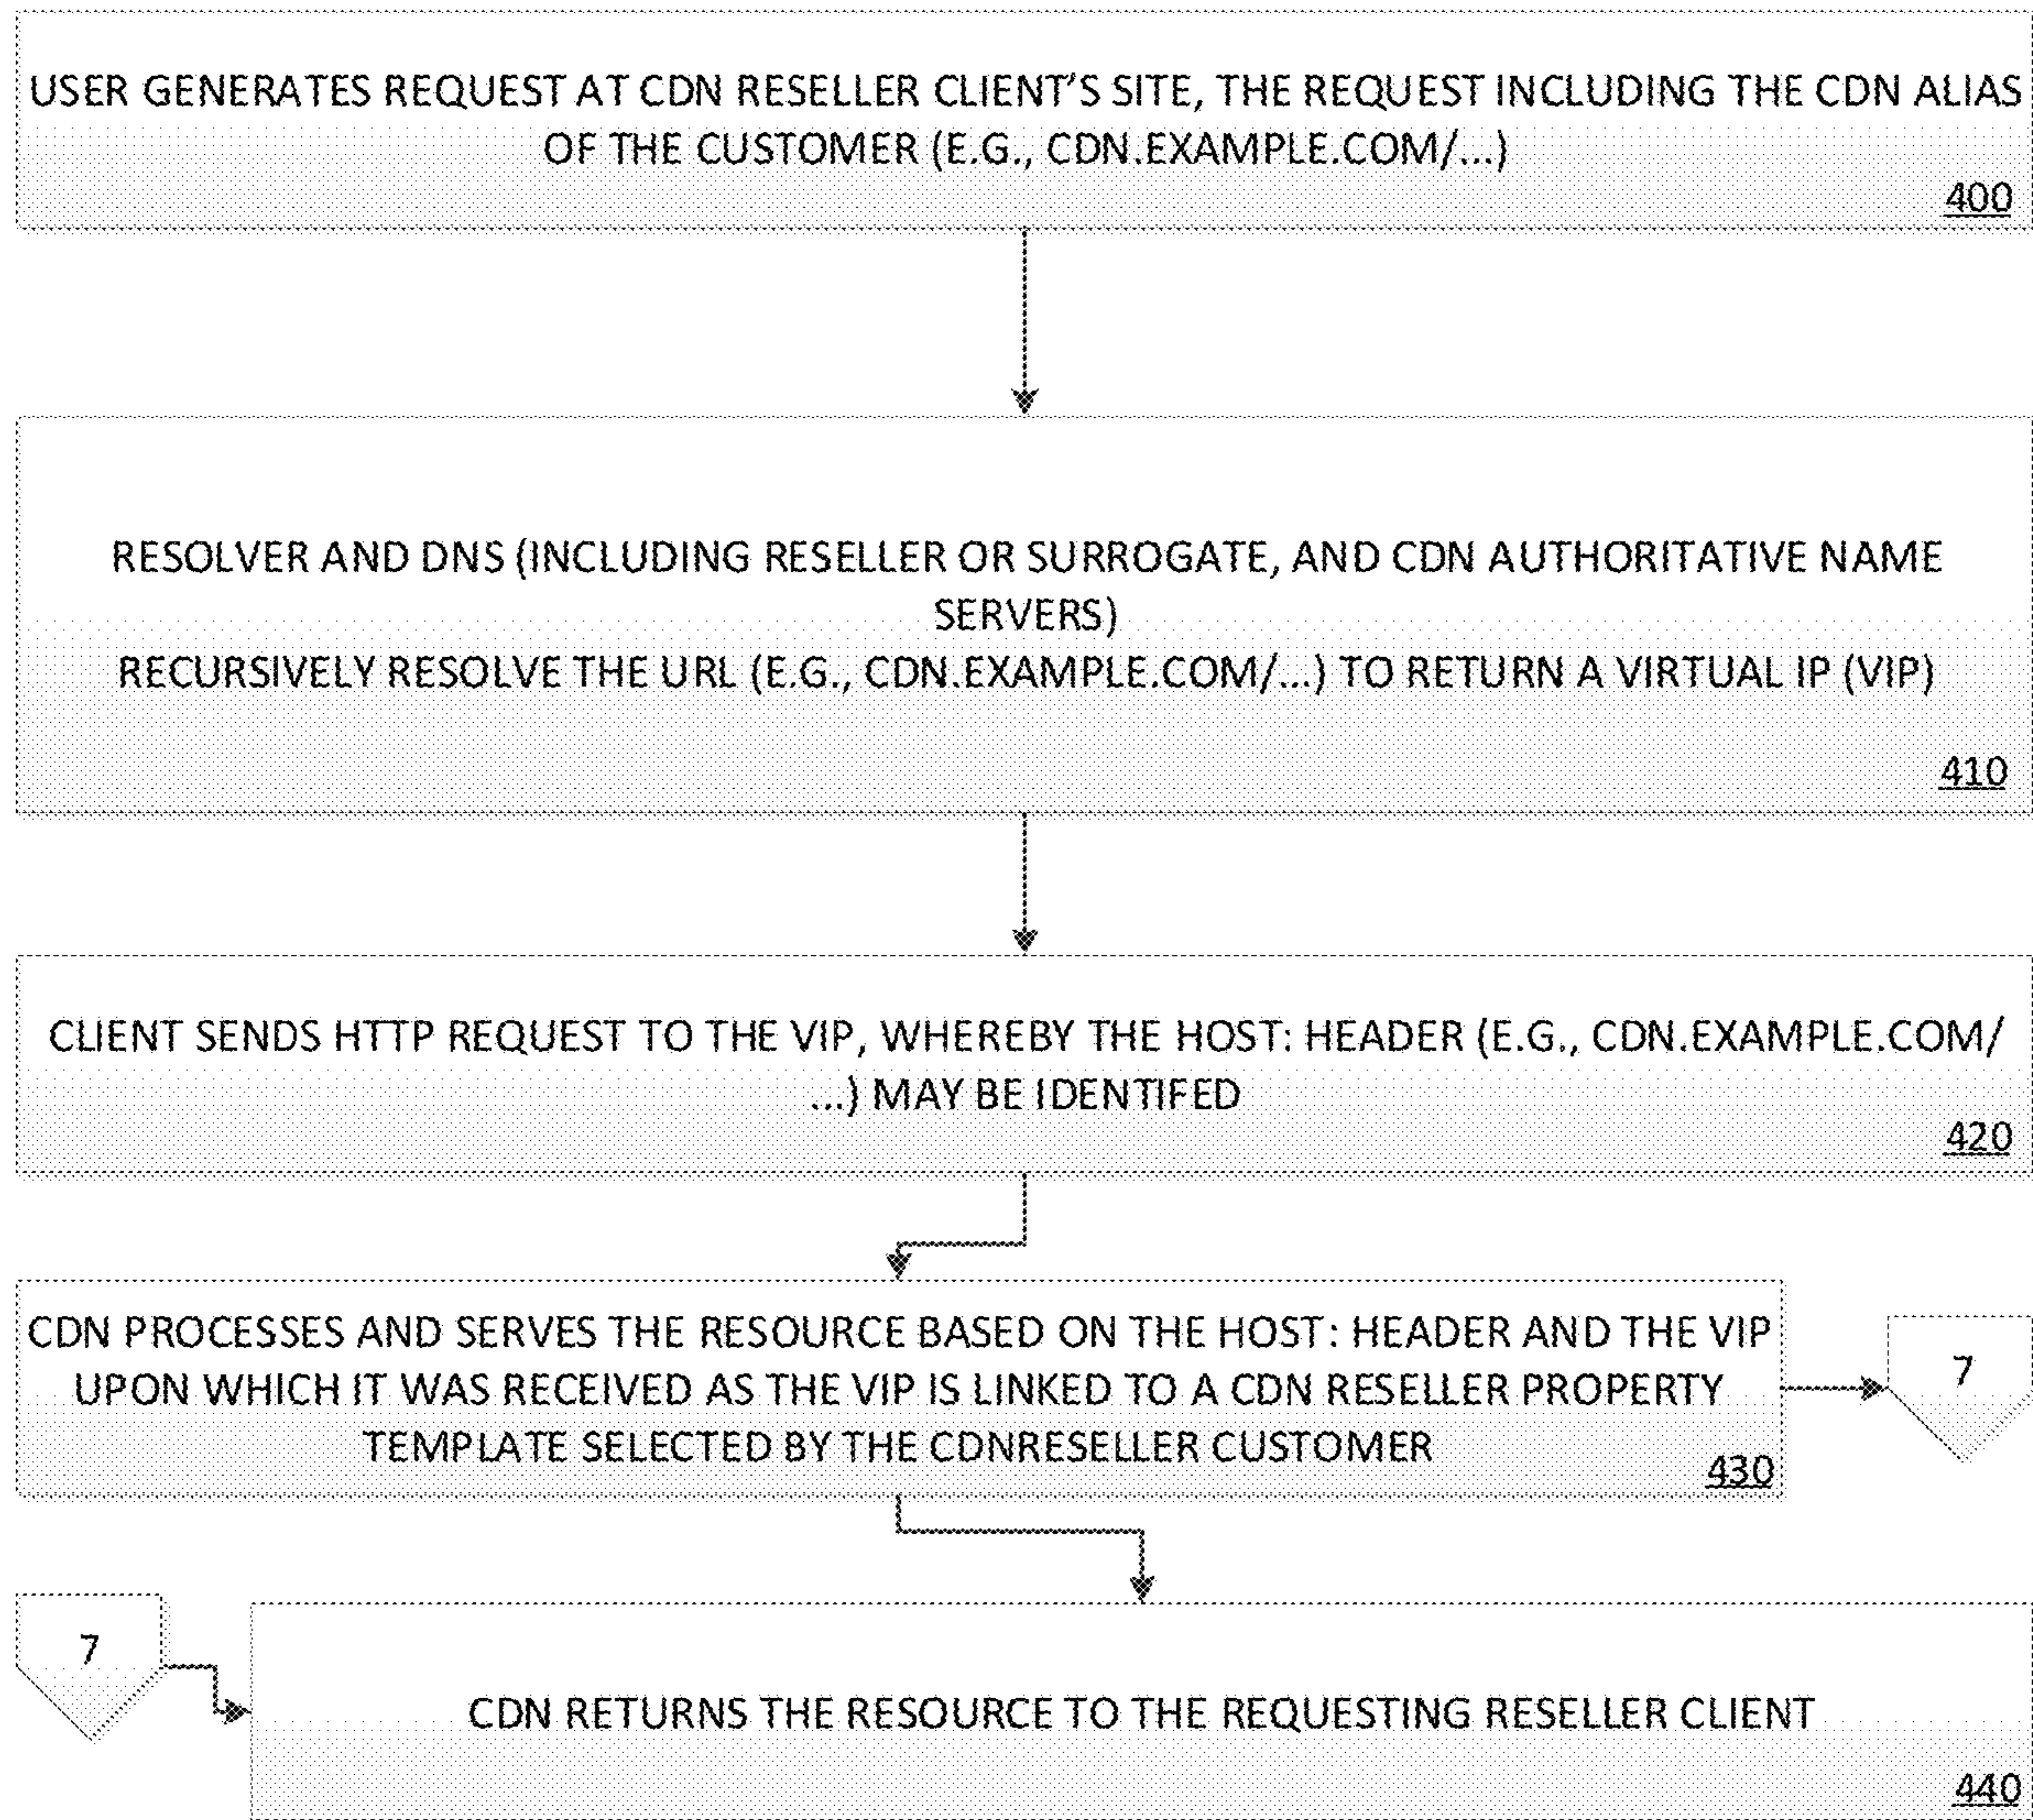 USER GENERATES REQUEST AT CDN RESELLER CLIENT'S SITE, THE REQUEST INCLUDING THE CDN ALIAS
OF THE CUSTOMER (E.G., CDN.EXAMPLE.COM/...)
400
RESOLVER AND DNS (INCLUDING RESELLER OR SURROGATE, AND CDN AUTHORITATIVE NAME
SERVERS)
RECURSIVELY RESOLVE THE URL (E.G., CDN.EXAMPLE.COM/...) TO RETURN A VIRTUAL IP (VIP)
410
CLIENT SENDS HTTP REQUEST TO THE VIP, WHEREBY THE HOST: HEADER (E.G., CDN.EXAMPLE.COM/
...) MAY BE IDENTIFED
420
CDN PROCESSES AND SERVES THE RESOURCE BASED ON THE HOST: HEADER AND THE VIP
UPON WHICH IT WAS RECEIVED AS THE VIP IS LINKED TO A CDN RESELLER PROPERTY
TEMPLATE SELECTED BY THE CDNRESELLER CUSTOMER
430
7
7
CDN RETURNS THE RESOURCE TO THE REQUESTING RESELLER CLIENT
440